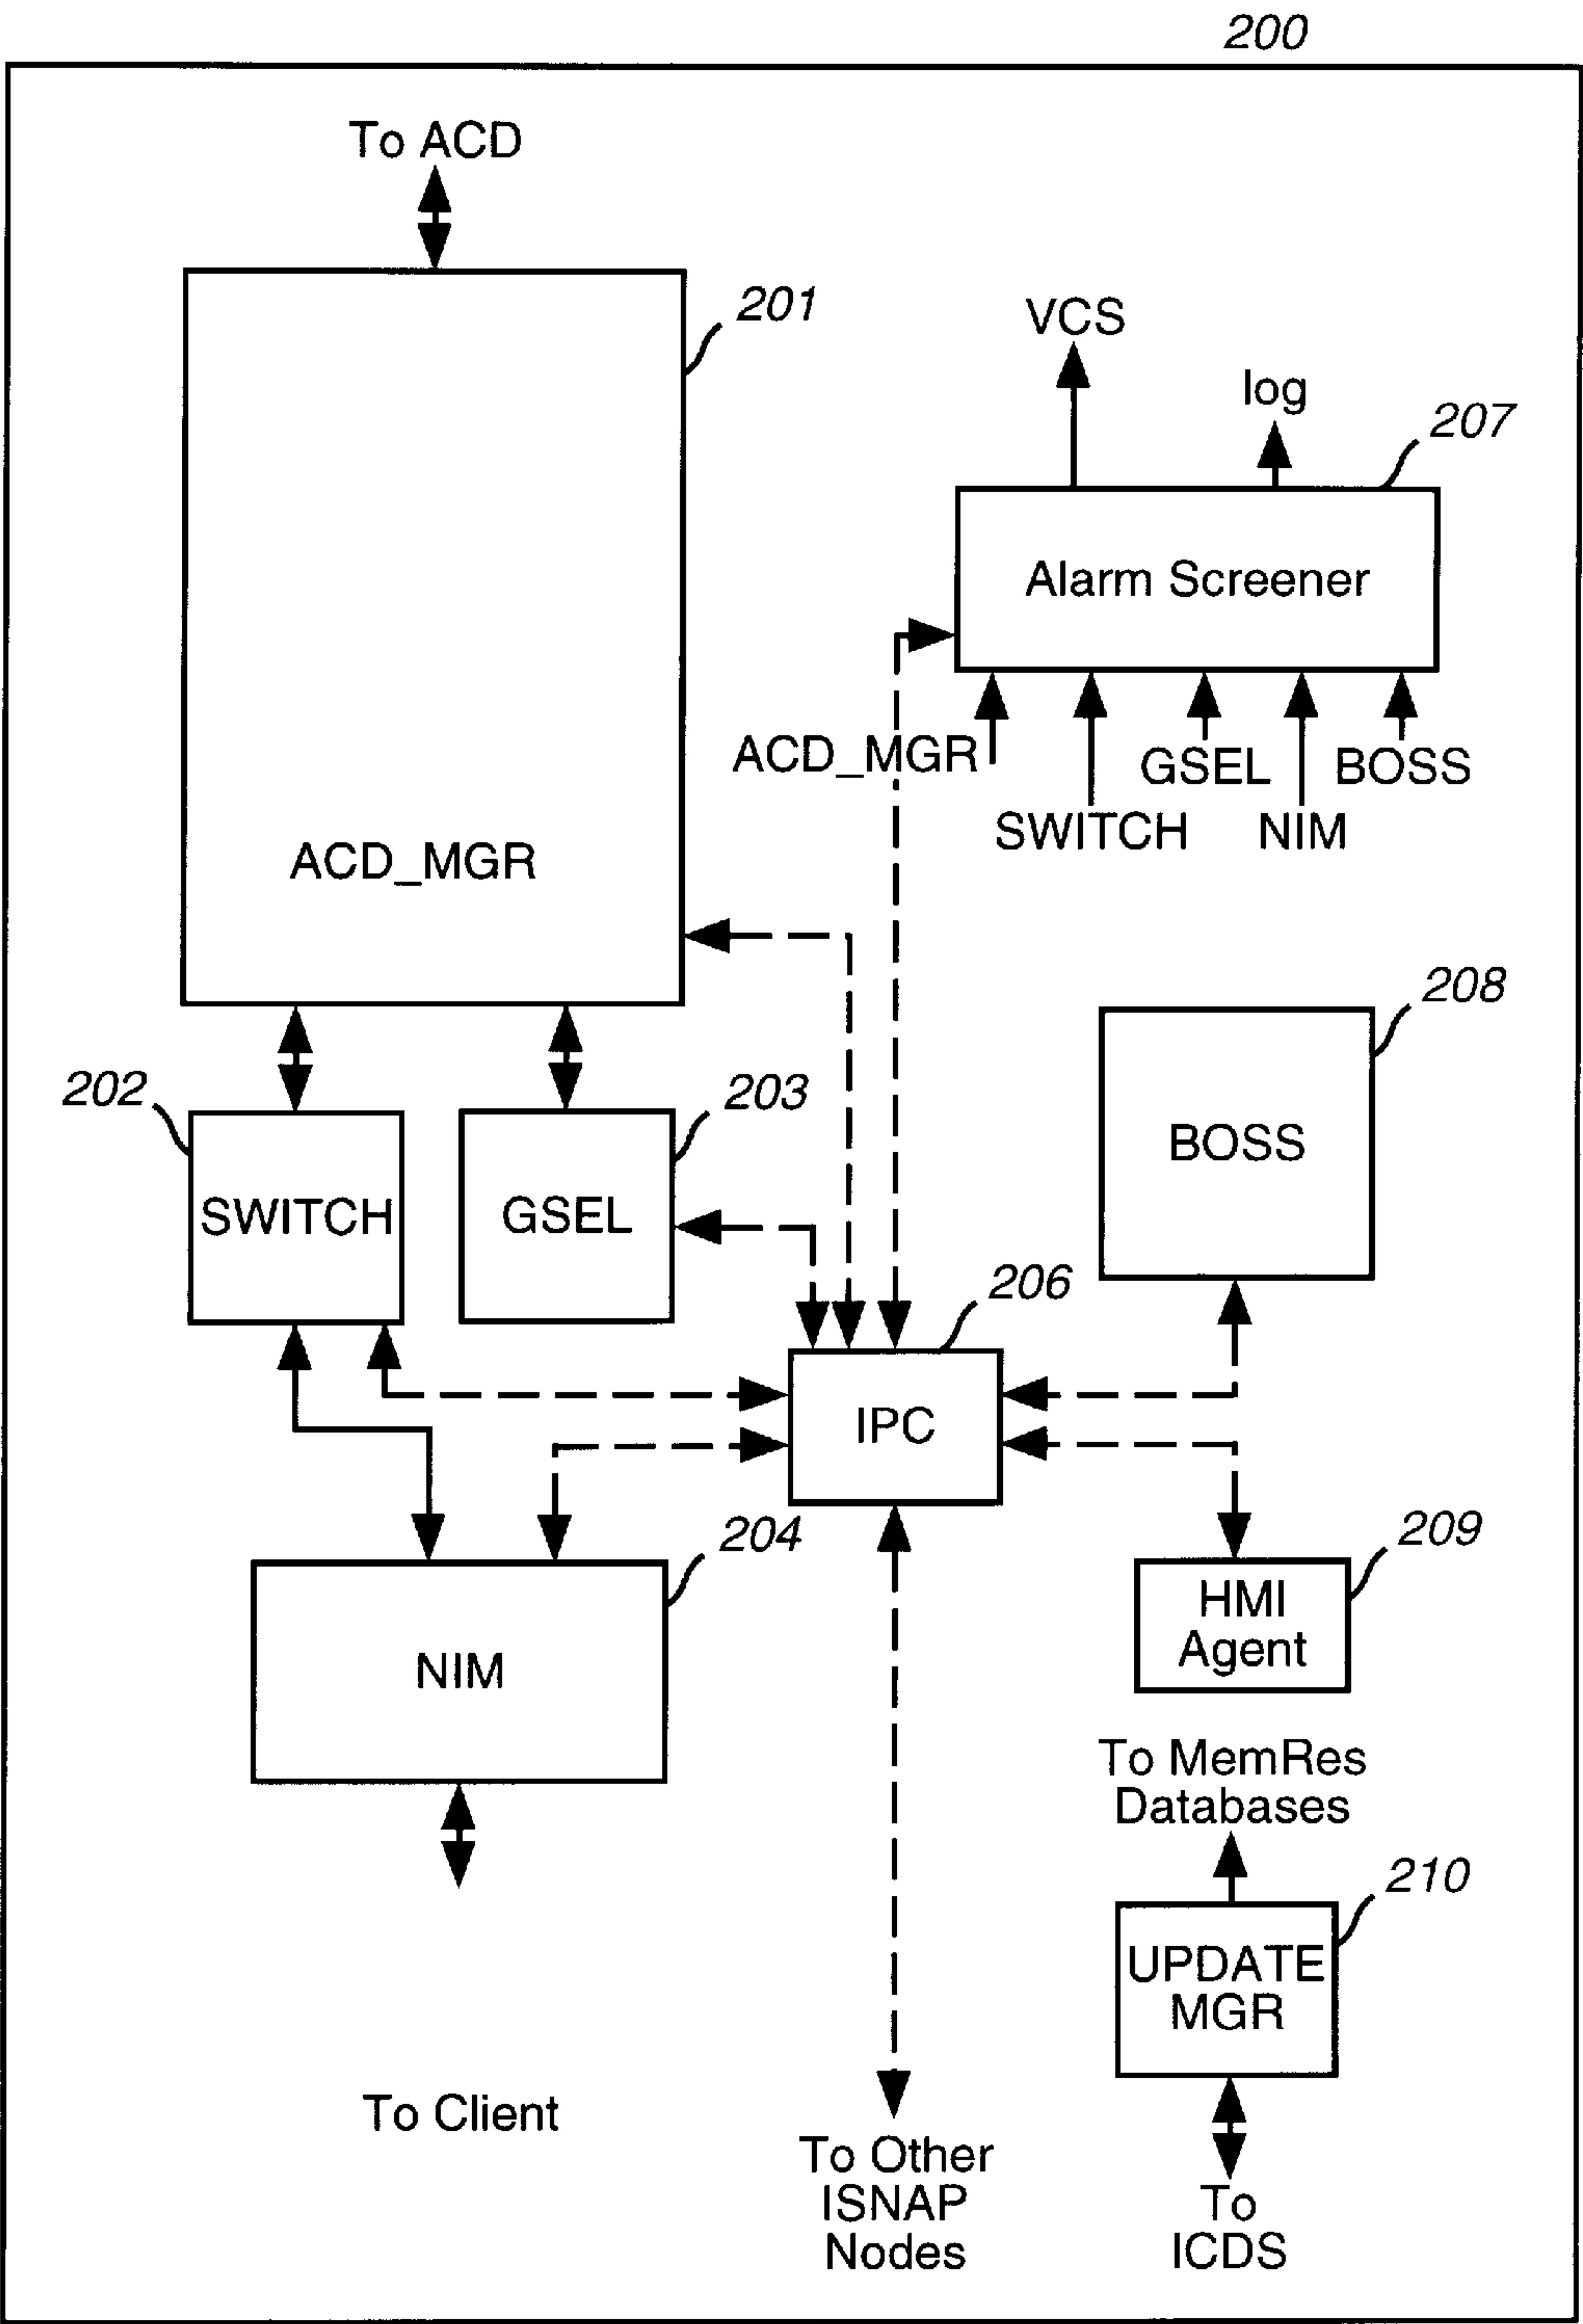 200
To ACD
201
VCS
log
207
Alarm Screener
ACD_MGR
GSEL
BOSS
SWITCH
NIM
ACD_MGR
208
202
203
BOSS
SWITCH
GSEL
206
IPC
204
209
HMI
Agent
NIM
To MemRes
Databases
210
UPDATE
MGR
To Client
To Other
ISNAP
Nodes
To
ICDS